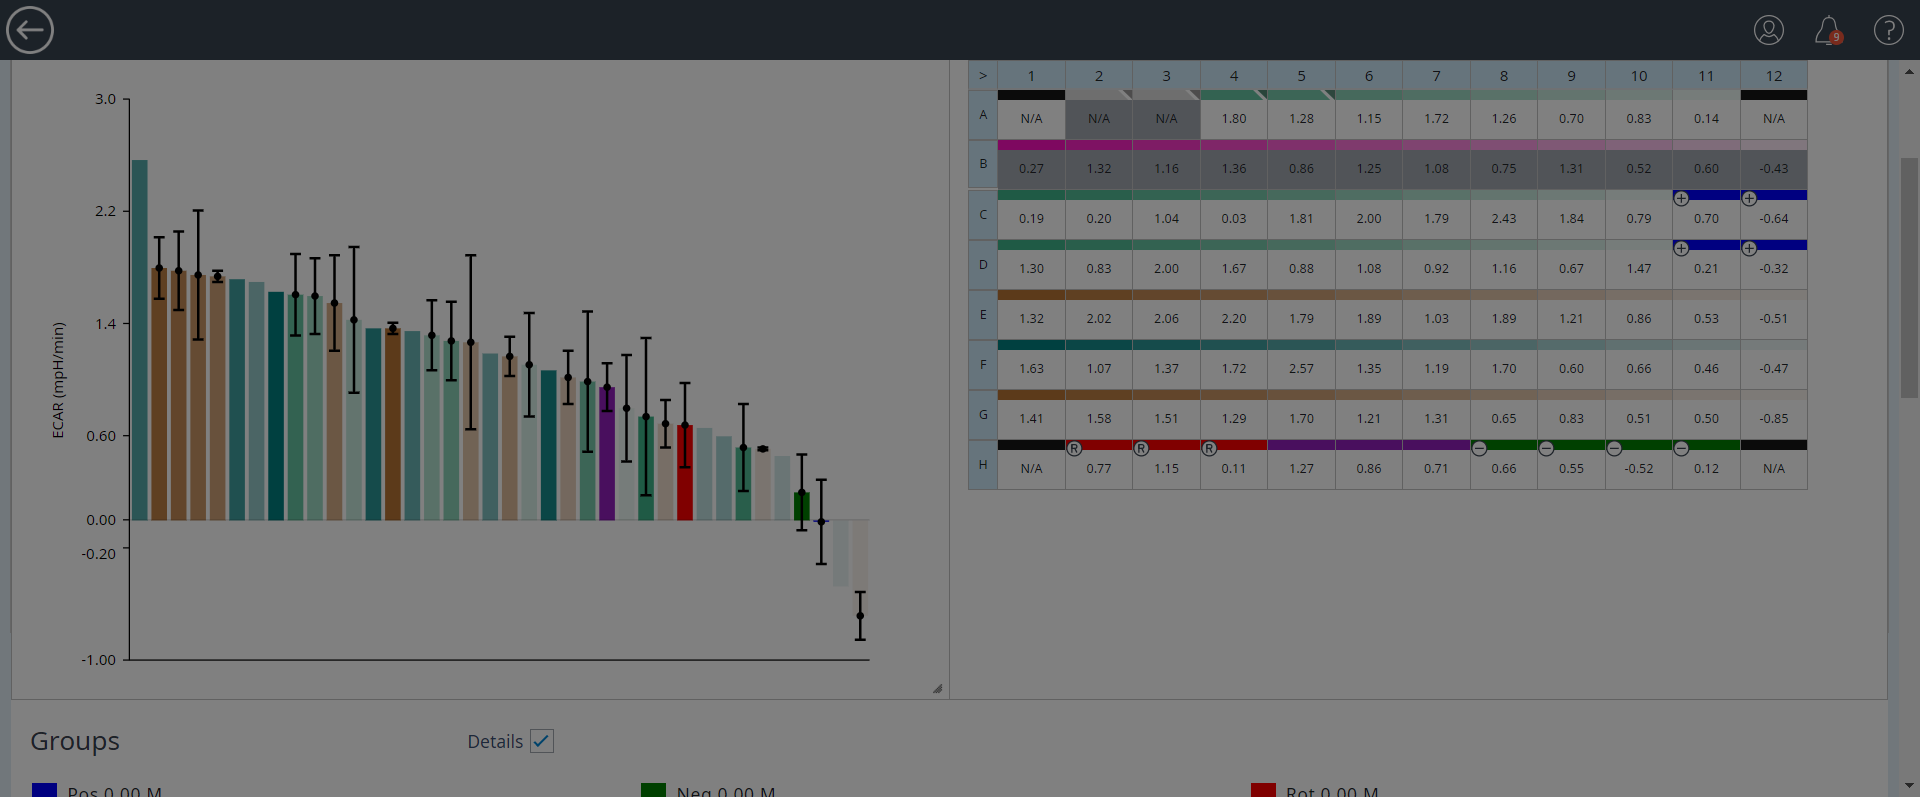 9
3.0
2.2
1.4
0.60
0.00
-0.20
-1.00
ECAR (mpH/min)
> 1 2 3 4 5 6 7 8 9 10 11 12
A N/A N/A N/A 1.80 1.28 1.15 1.72 1.26 0.70 0.83 0.14 N/A
B 0.27 1.32 1.16 1.36 0.86 1.25 1.08 0.75 1.31 0.52 0.60 -0.43
C 0.19 0.20 1.04 0.03 1.81 2.00 1.79 2.43 1.84 0.79 0.70 -0.64
D 1.30 0.83 2.00 1.67 0.88 1.08 0.92 1.16 0.67 1.47 0.21 -0.32
E 1.32 2.02 2.06 2.20 1.79 1.89 1.03 1.89 1.21 0.86 0.53 -0.51
F 1.63 1.07 1.37 1.72 2.57 1.35 1.19 1.70 0.60 0.66 0.46 -0.47
G 1.41 1.58 1.51 1.29 1.70 1.21 1.31 0.65 0.83 0.51 0.50 -0.85
R R R
H N/A 0.77 1.15 0.11 1.27 0.86 0.71 0.66 0.55 -0.52 0.12 N/A
Groups
Details
Pos 0.00 M
Neg 0.00 M
Rot 0.00 M